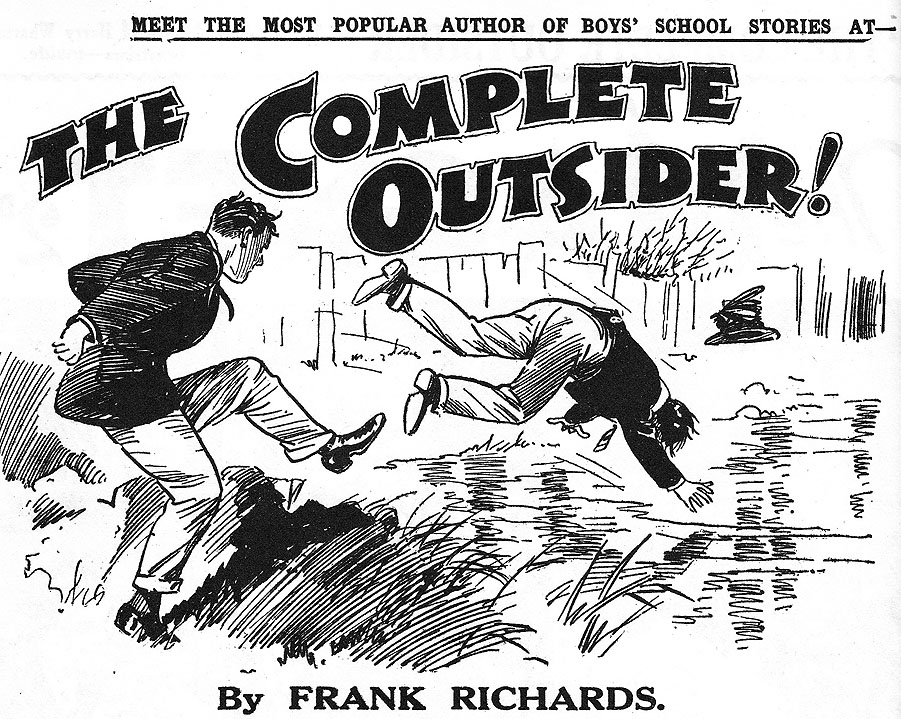 MEET THE MOST POPULAR AUTHOR OF BOYS' SCHOOL STORIES AT—
THE COMPLETE
OUTSIDER!
By FRANK RICHARDS.